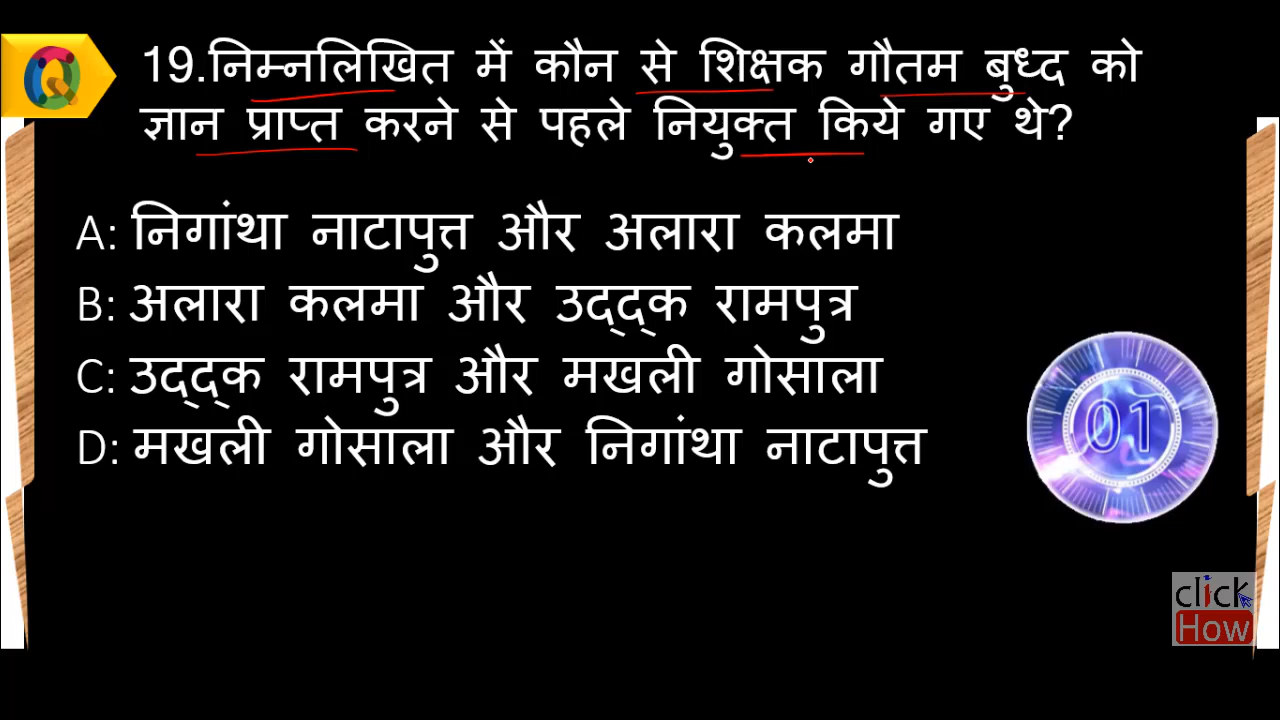 19.निम्नलिखित में कौन से शिक्षक गौतम बुध्द को
ज्ञान प्राप्त करने से पहले नियुक्त किये गए थे?
A: निगांथा नाटापुत्त और अलारा कलमा
B: अलारा कलमा और उद्द्क रामपुत्र
C: उद्द्क रामपुत्र और मखली गोसाला
D: मखली गोसाला और निगांथा नाटापुत्त
01
click
How